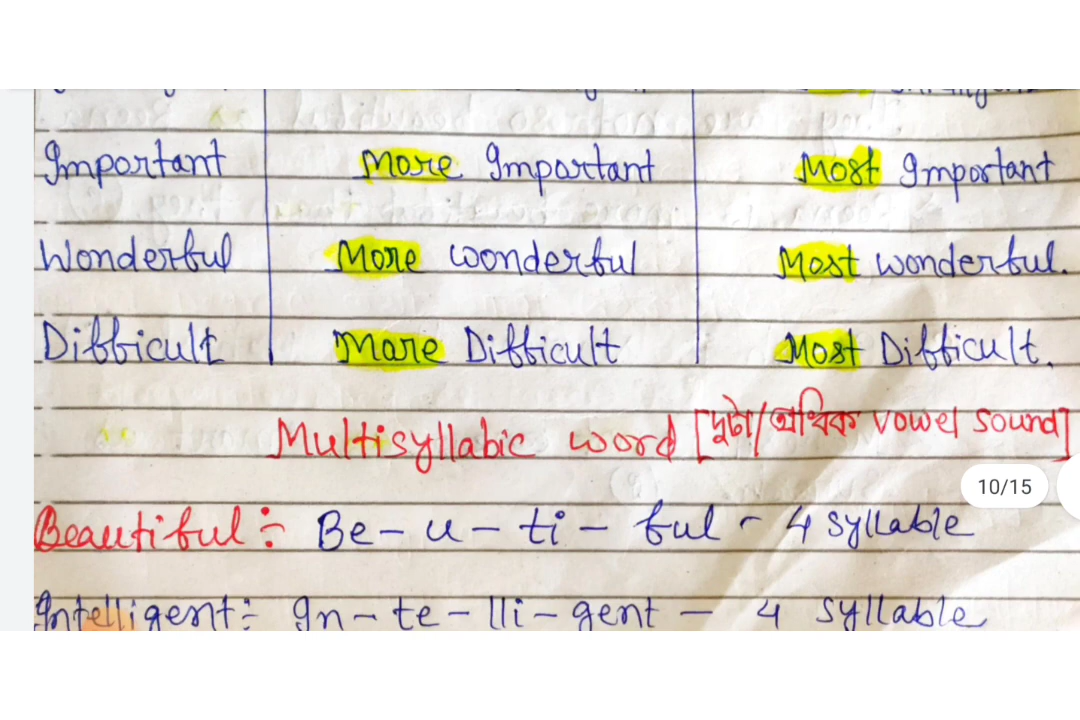 Important More Important Most Important
Wonderful More wonderful Most wonderful.
Difficult More Difficult Most Difficult.
Multisyllabic word [দুটা/অধিক vowel sound]
10/15
Beautiful÷ Be-u-ti-ful - 4 syllable
Intelligent÷ In-te-lli-gent - 4 syllable